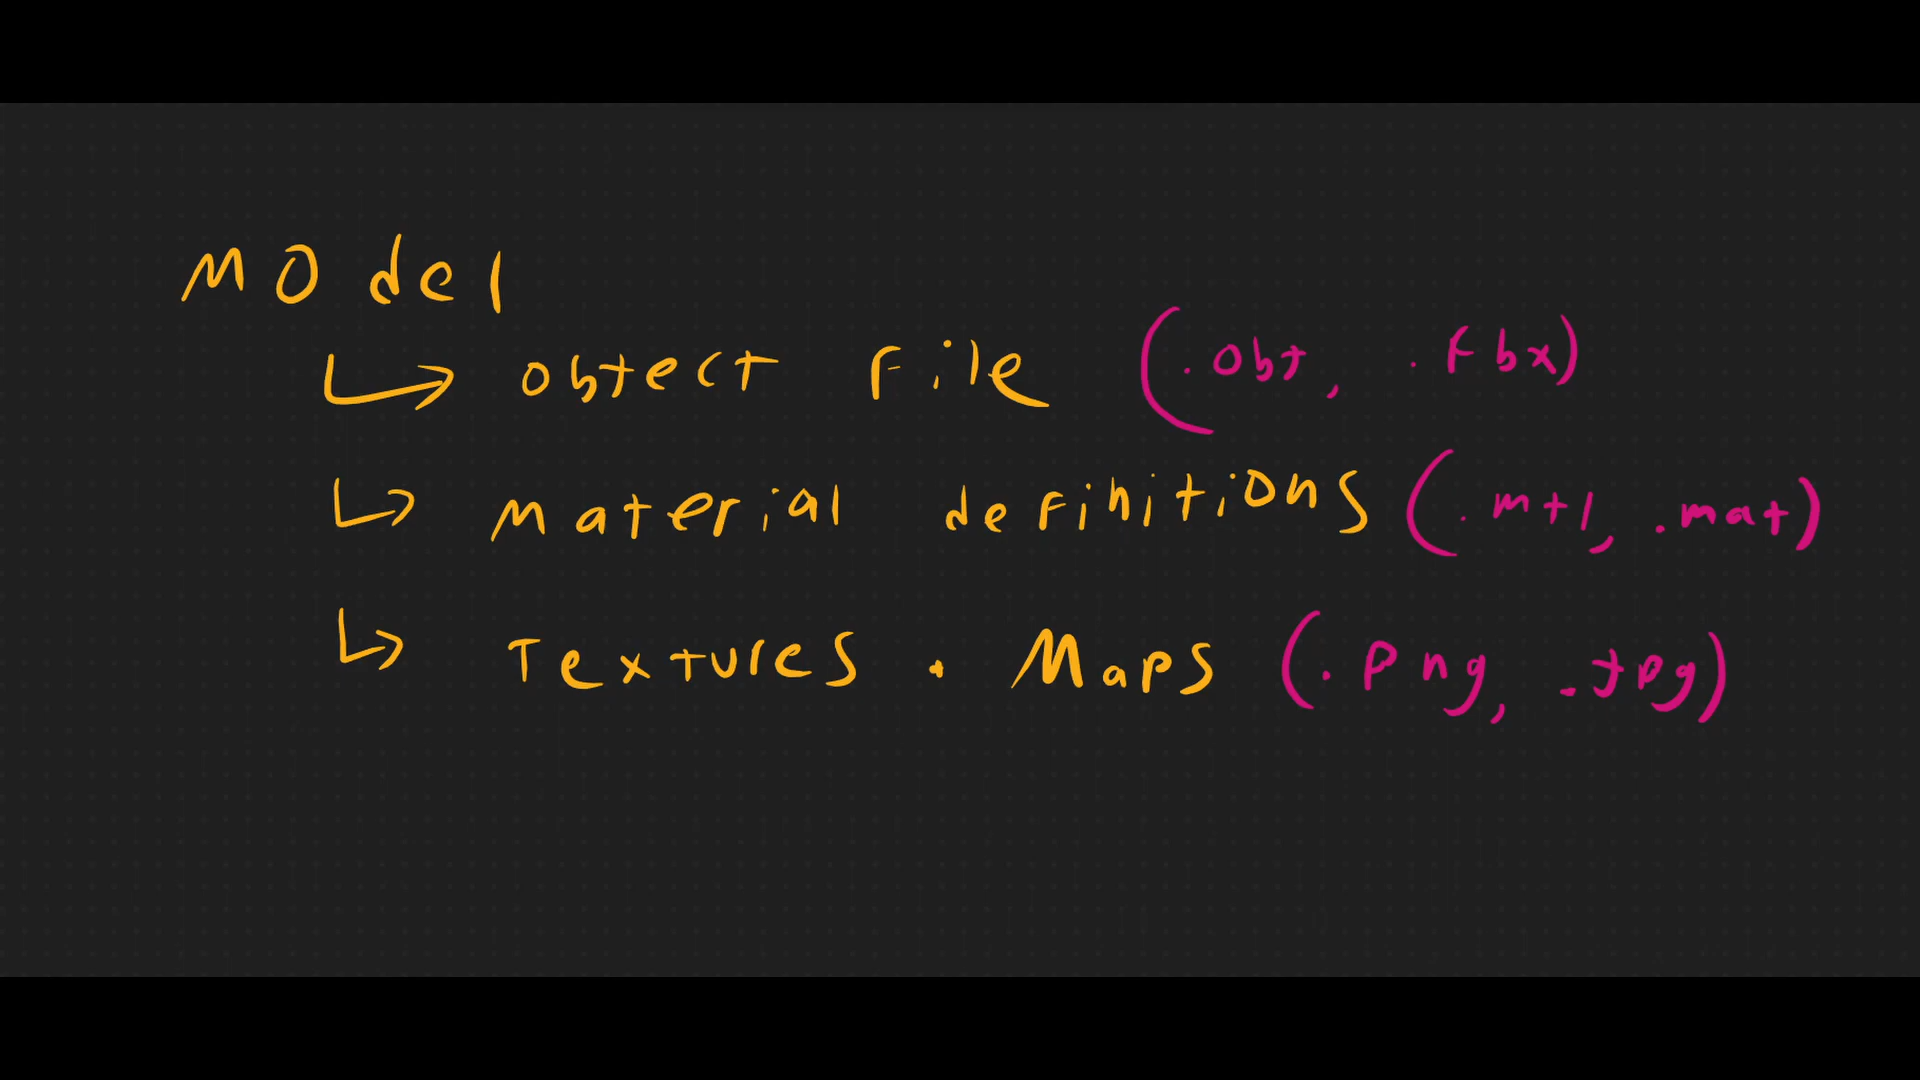 Model
↳ object file (.obj, .fbx)
↳ material definitions (.mtl, .mat)
↳ Textures + Maps (.png, .jpg)